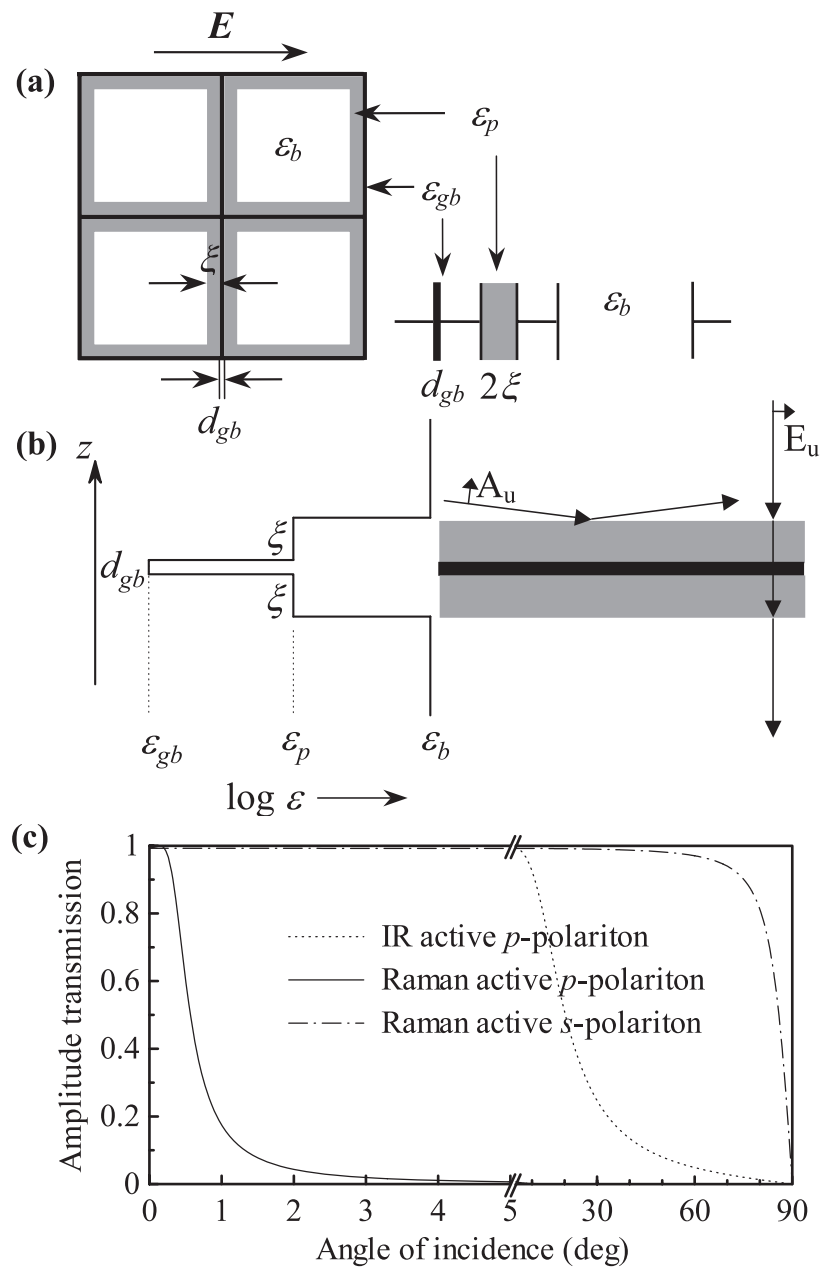 E
(a)
εp
εb
εgb
ξ
εb
dgb
dgb 2ξ
(b)
z
Eu
Au
ξ
dgb
ξ
εgb εp εb
log ε
(c)
1
0.8
0.6
0.4
0.2
0
Amplitude transmission
IR active p-polariton
Raman active p-polariton
Raman active s-polariton
0 1 2 3 4 5 30 60 90
Angle of incidence (deg)